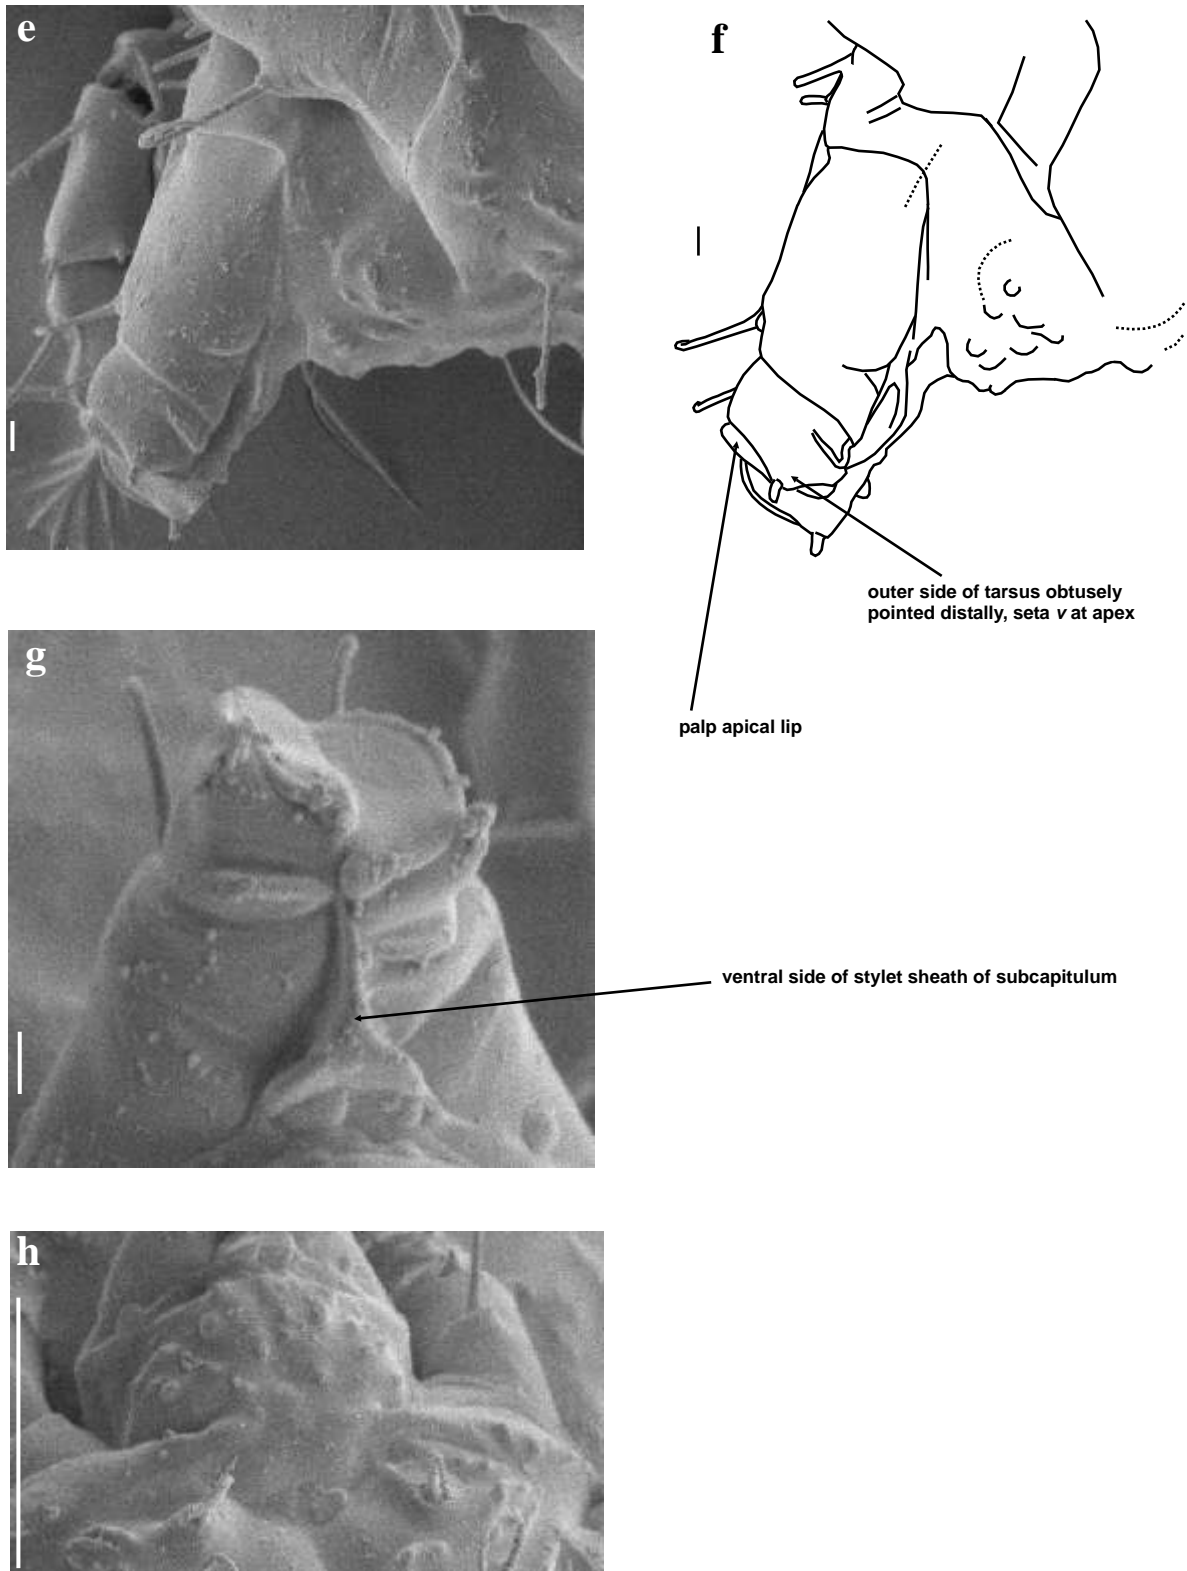 e
f
outer side of tarsus obtusely
pointed distally, seta v at apex
palp apical lip
g
ventral side of stylet sheath of subcapitulum
h